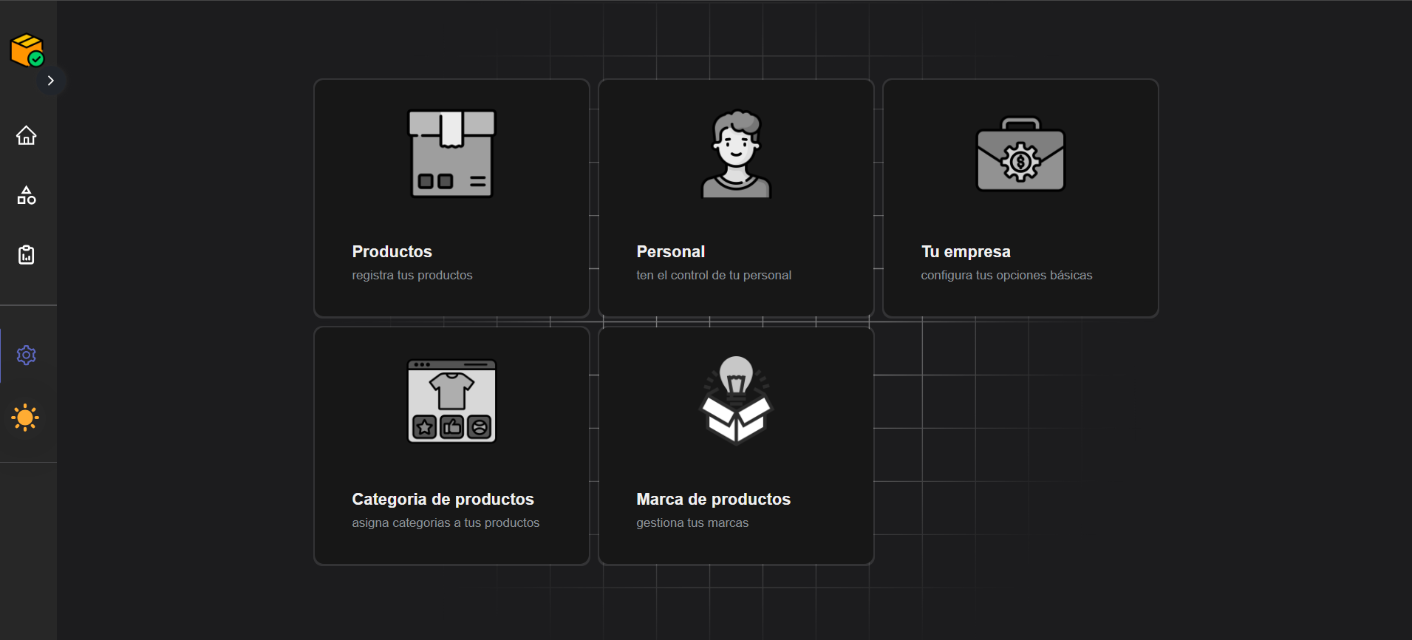 Productos
registra tus productos
Personal
ten el control de tu personal
Tu empresa
configura tus opciones básicas
Categoria de productos
asigna categorias a tus productos
Marca de productos
gestiona tus marcas